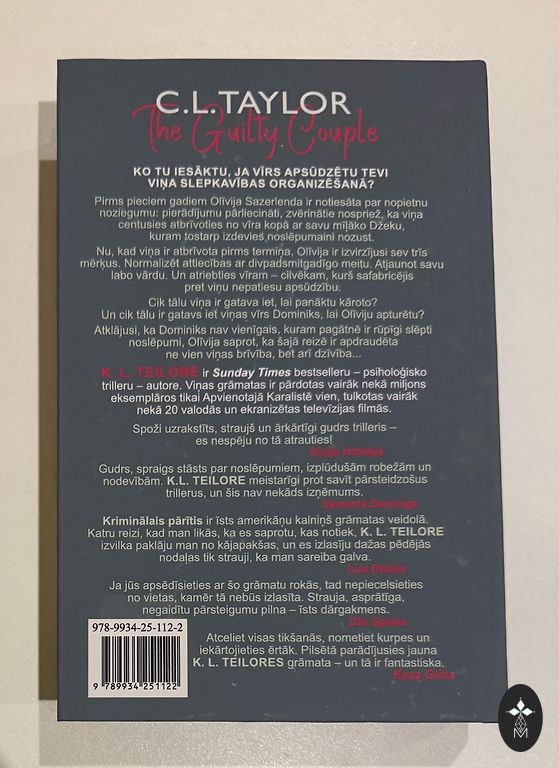 C.L.TAYLOR
The Guilty Couple
KO TU IESĀKTU, JA VĪRS APSŪDZĒTU TEVI
VIŅA SLEPKAVĪBAS ORGANIZĒŠANĀ?
Pirms pieciem gadiem Olīvija Sazerlenda ir notiesāta par nopietnu
noziegumu: pierādījumu pārliecināti, zvērinātie nospriež, ka viņa
centusies atbrīvoties no vīra kopā ar savu mīļāko Džeku,
kuram tostarp izdevies noslēpumaini nozust.
Nu, kad viņa ir atbrīvota pirms termiņa, Olīvija ir izvirzījusi sev trīs
mērķus. Normalizēt attiecības ar divpadsmitgadīgo meitu. Atjaunot savu
labo vārdu. Un atriebties vīram – cilvēkam, kurš safabricējis
pret viņu nepatiesu apsūdzību.
Cik tālu viņa ir gatava iet, lai panāktu kāroto?
Un cik tālu ir gatavs iet viņas vīrs Dominiks, lai Olīviju apturētu?
Atklājusi, ka Dominiks nav vienīgais, kuram pagātnē ir rūpīgi slēpti
noslēpumi, Olīvija saprot, ka šajā reizē ir apdraudēta
ne vien viņas brīvība, bet arī dzīvība...
K. L. TEILORE ir Sunday Times bestselleru – psiholoģisko
trilleru – autore. Viņas grāmatas ir pārdotas vairāk nekā miljons
eksemplāros tikai Apvienotajā Karalistē vien, tulkotas vairāk
nekā 20 valodās un ekranizētas televīzijas filmās.
Spoži uzrakstīts, straujš un ārkārtīgi gudrs trilleris –
es nespēju no tā atrauties!
Sūzija Holideja
Gudrs, spraigs stāsts par noslēpumiem, izplūdušām robežām un
nodevībām. K.L. TEILORE meistarīgi prot savīt pārsteidzošus
trillerus, un šis nav nekāds izņēmums.
Samanta Dauninga
Kriminālais pārītis ir īsts amerikāņu kalniņš grāmatas veidolā.
Katru reizi, kad man likās, ka es saprotu, kas notiek, K. L. TEILORE
izvilka paklāju man no kājapakšas, un es izlasīju dažas pēdējās
nodaļas tik strauji, ka man sareiba galva.
Līza Džūela
Ja jūs apsēdīsieties ar šo grāmatu rokās, tad nepiecelsieties
no vietas, kamēr tā nebūs izlasīta. Strauja, asprātīga,
negaidītu pārsteigumu pilna – īsts dārgakmens.
Džo Speina
Atceliet visas tikšanās, nometiet kurpes un
iekārtojieties ērtāk. Pilsētā parādījusies jauna
K. L. TEILORES grāmata – un tā ir fantastiska.
Kesa Grīna
978-9934-25-112-2
9 789934 251122
M